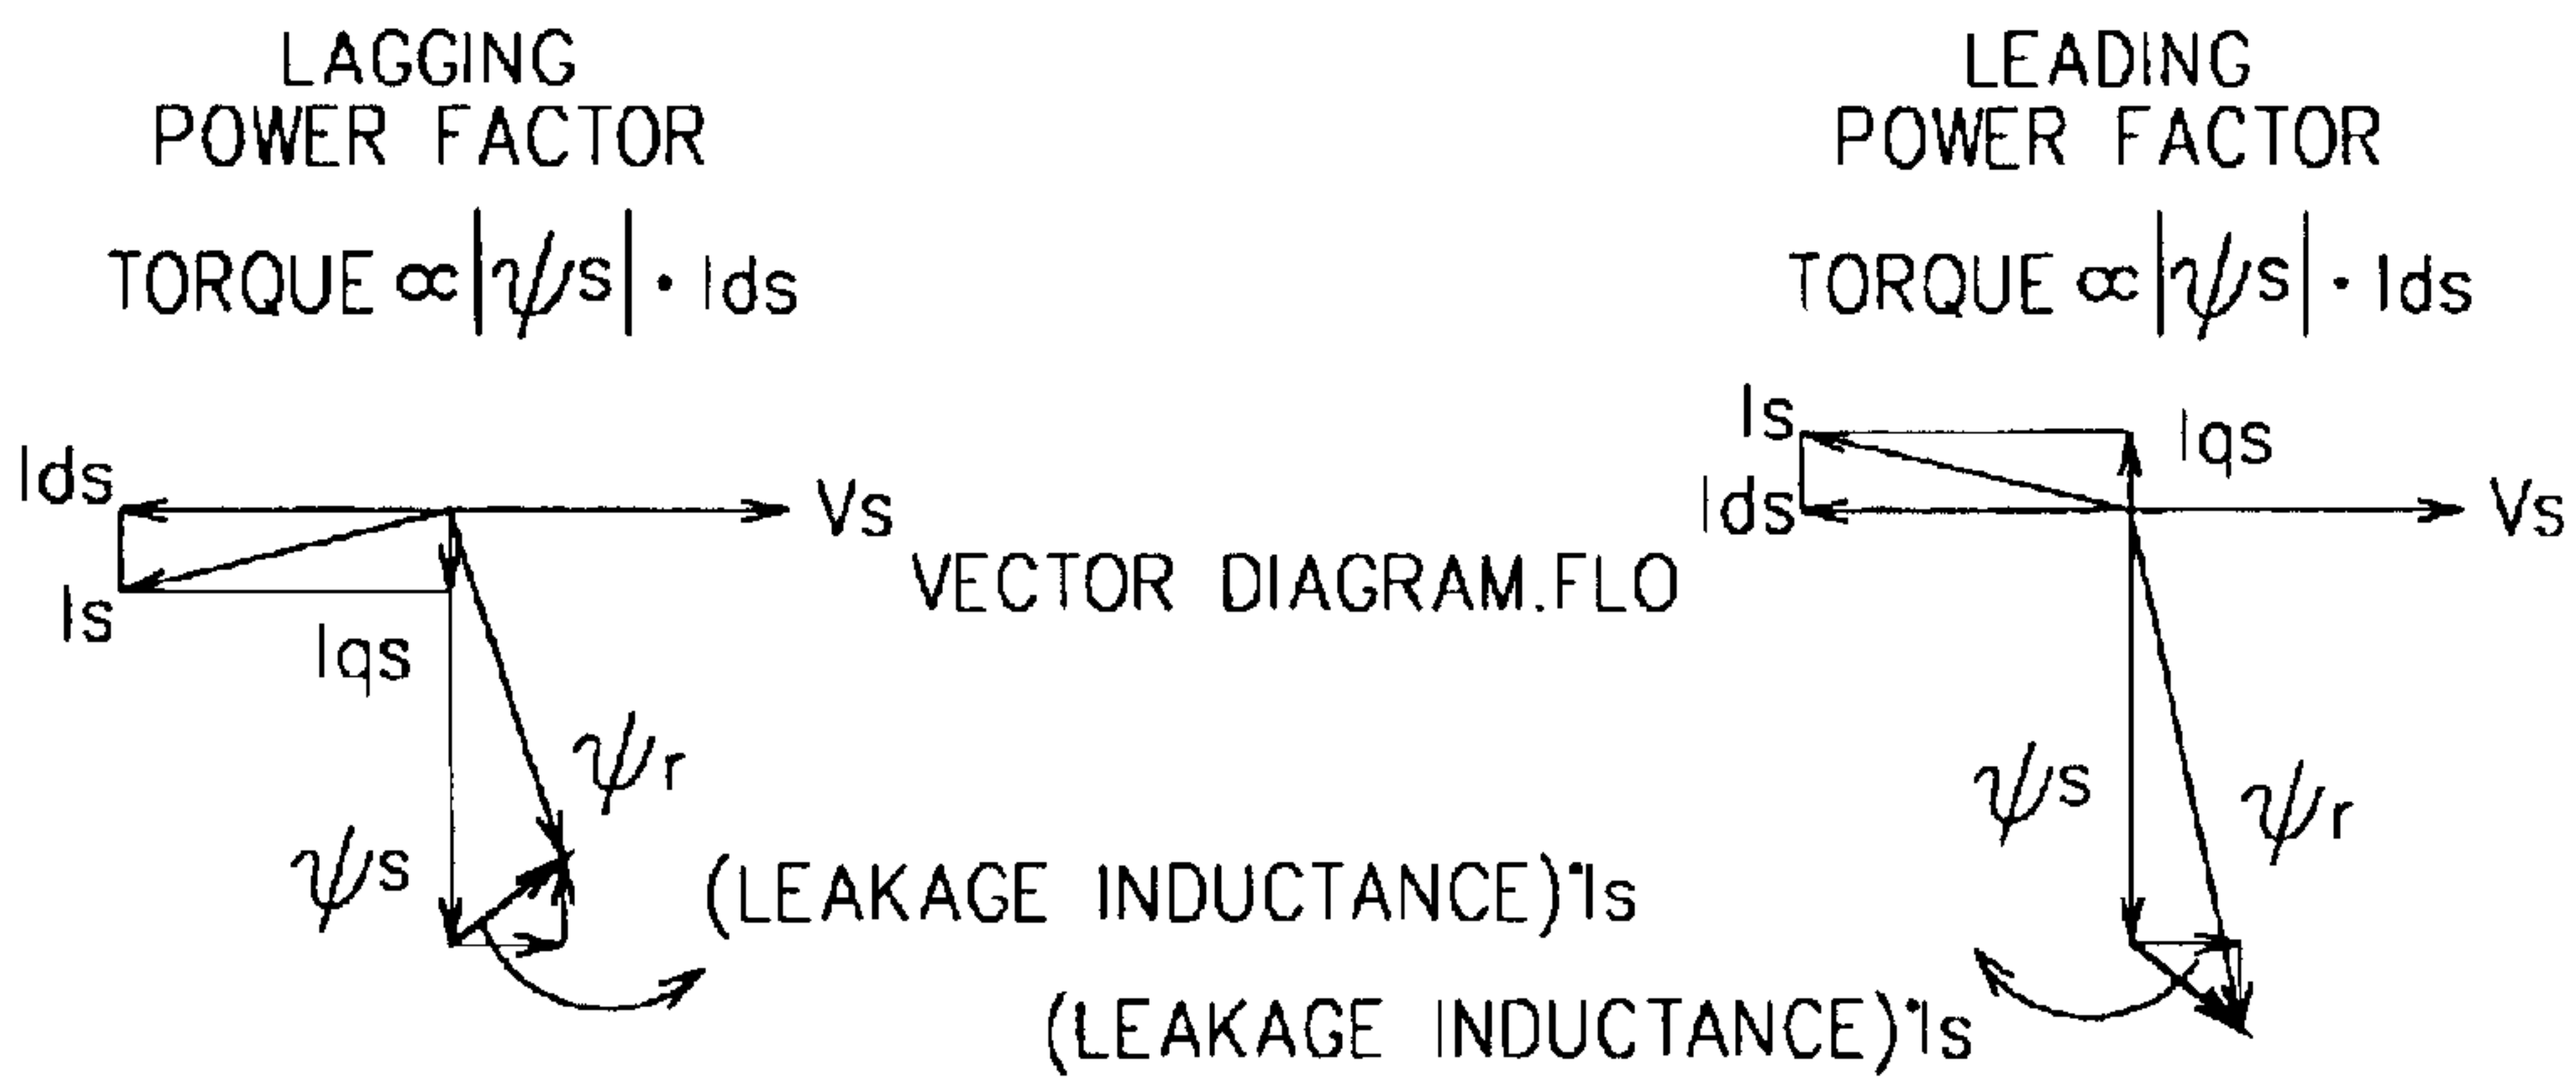 LAGGING
POWER FACTOR
TORQUE ∝|ψs| · Ids
Ids
Is
Iqs
Vs
ψr
ψs
(LEAKAGE INDUCTANCE)*Is
VECTOR DIAGRAM.FLO
LEADING
POWER FACTOR
TORQUE ∝|ψs| · Ids
Is
Iqs
Ids
Vs
ψs
ψr
(LEAKAGE INDUCTANCE)*Is